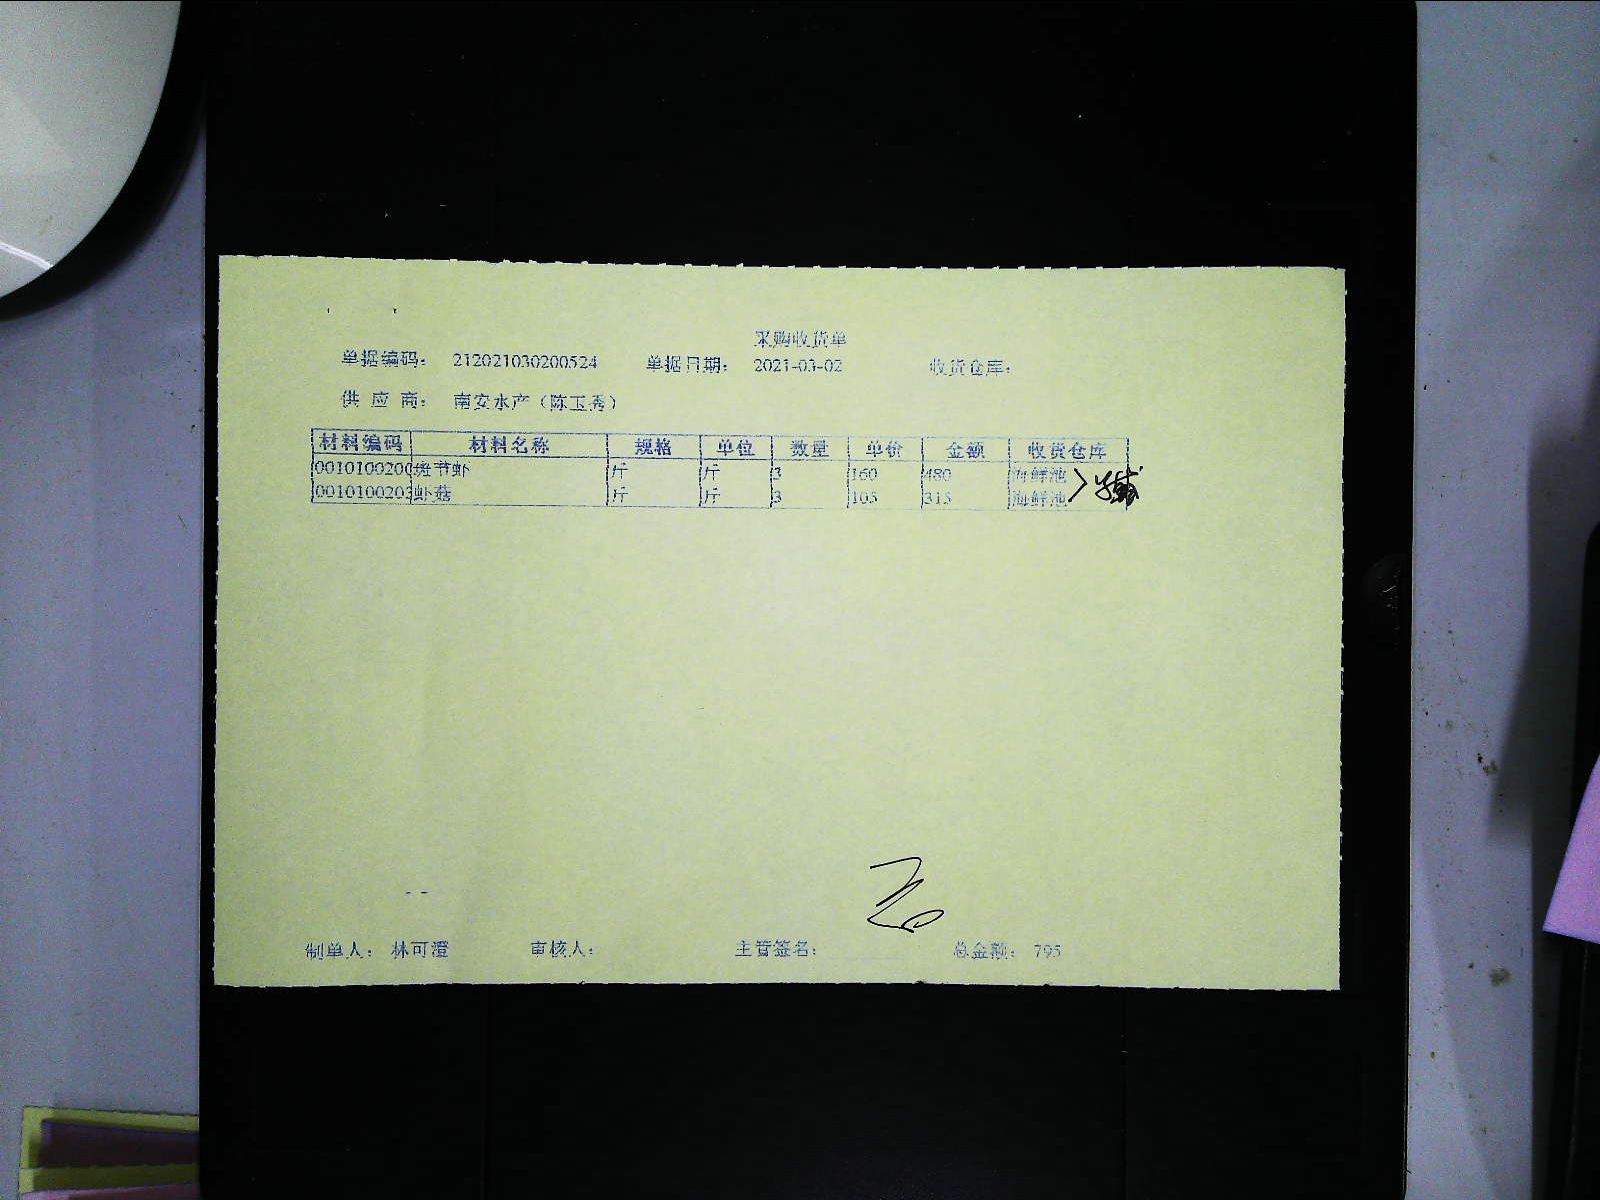 采购收货单
单据编码： 212021030200524 单据日期： 2021-03-02 收货仓库：
供 应 商： 南安水产（陈玉秀）
材料编码 材料名称 规格 单位 数量 单价 金额 收货仓库
0010100200 斑节虾 斤 斤 3 160 480 海鲜池
0010100203 虾菇 斤 斤 3 105 315 海鲜池
制单人： 林可澄 审核人： 主管签名： 总金额： 795